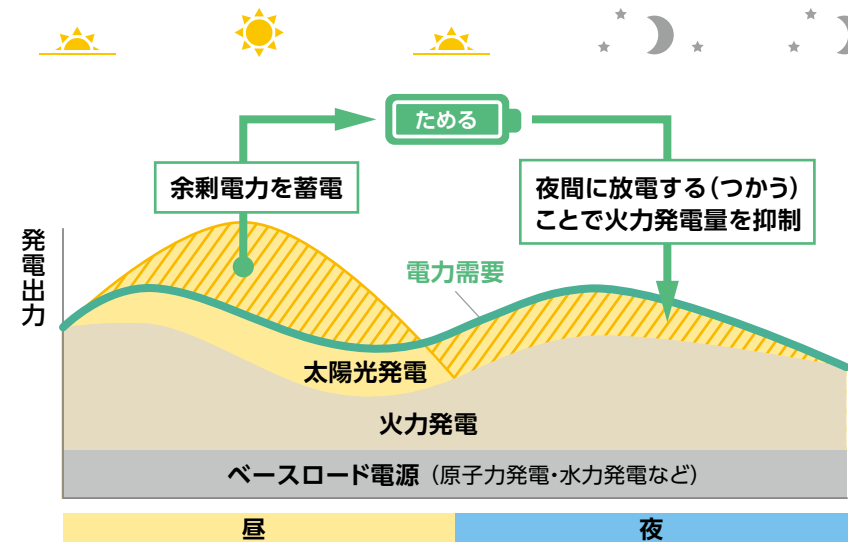 ためる
余剰電力を蓄電
夜間に放電する(つかう)
ことで火力発電量を抑制
発電出力
電力需要
太陽光発電
火力発電
ベースロード電源(原子力発電・水力発電など)
昼
夜